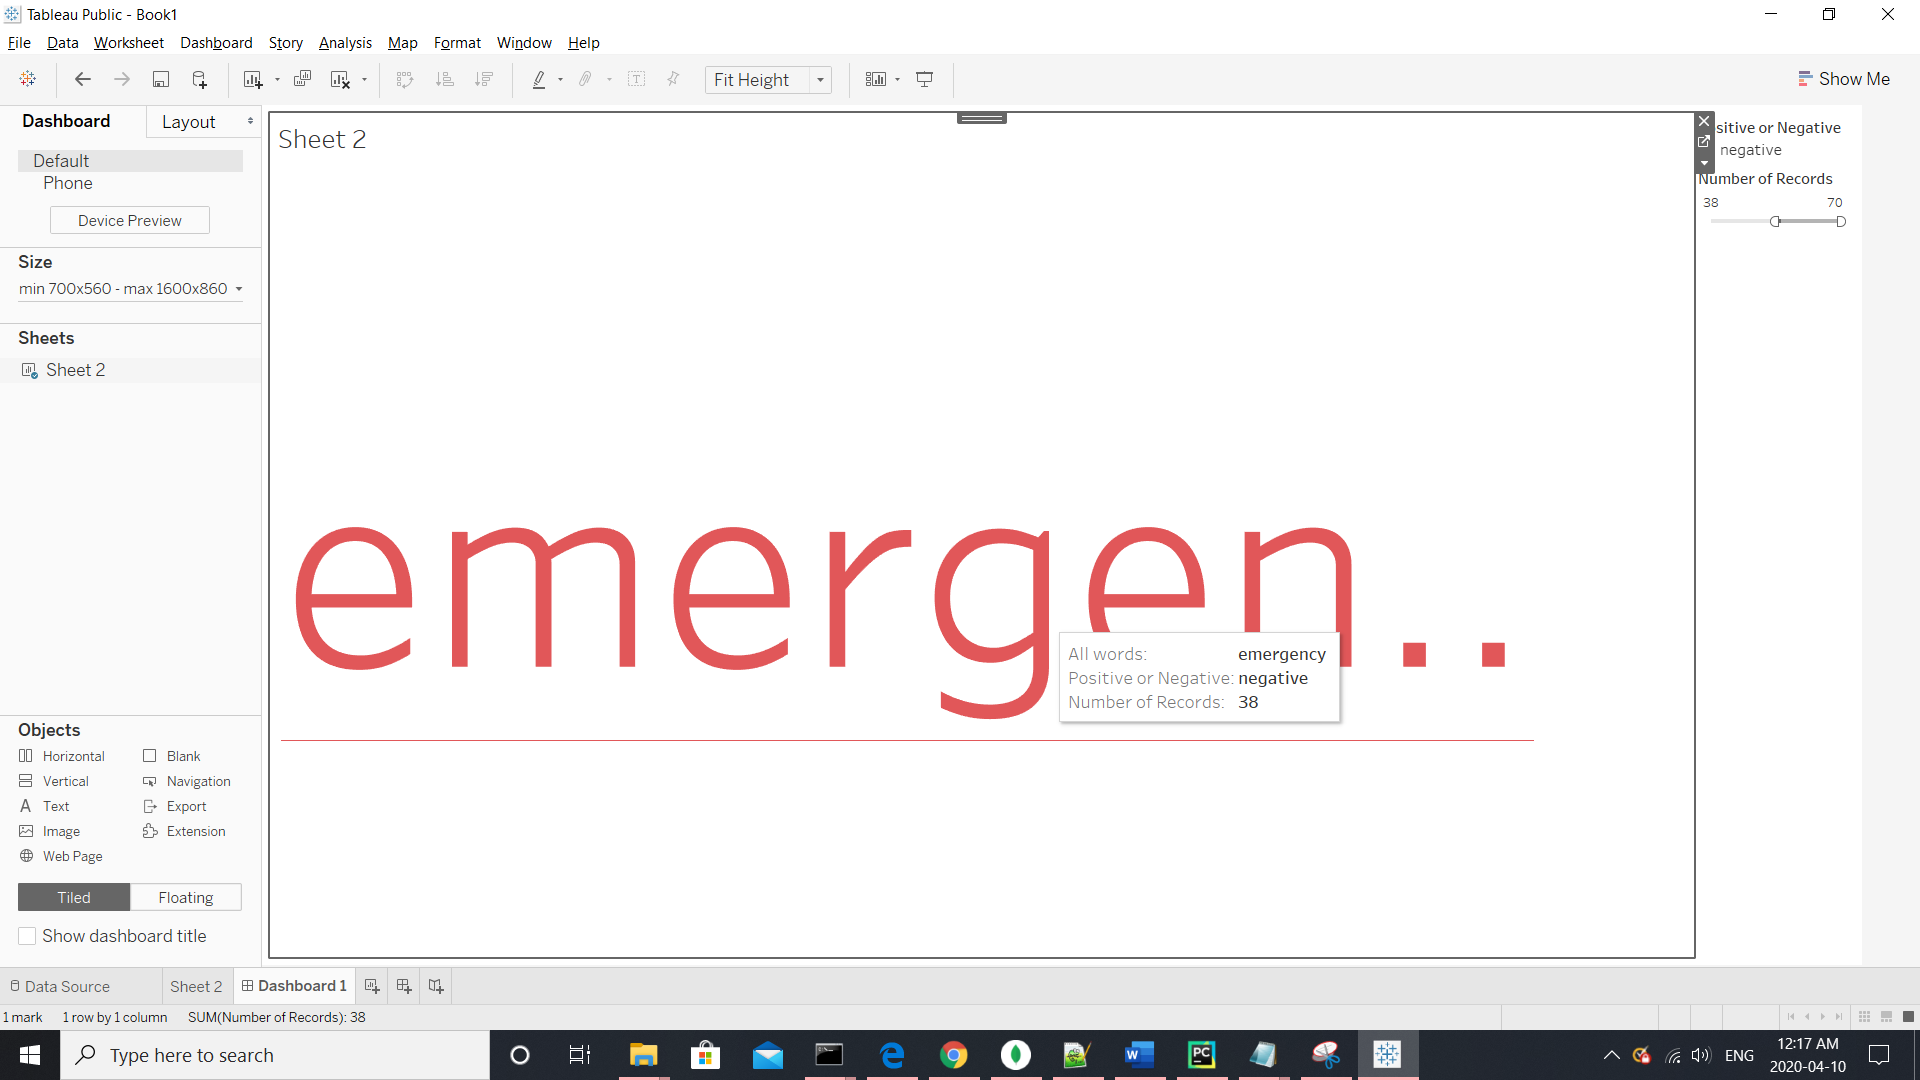 Tableau Public - Book1
File Data Worksheet Dashboard Story Analysis Map Format Window Help
Fit Height
Show Me
Dashboard Layout
Default
Phone
Device Preview
Size
min 700x560 - max 1600x860
Sheets
Sheet 2
Objects
Horizontal Blank
Vertical Navigation
Text Export
Image Extension
Web Page
Tiled Floating
Show dashboard title
Sheet 2
emergen..
All words: emergency
Positive or Negative: negative
Number of Records: 38
sitive or Negative
negative
Number of Records
38 70
Data Source Sheet 2 Dashboard 1
1 mark 1 row by 1 column SUM(Number of Records): 38
Type here to search
ENG
12:17 AM
2020-04-10